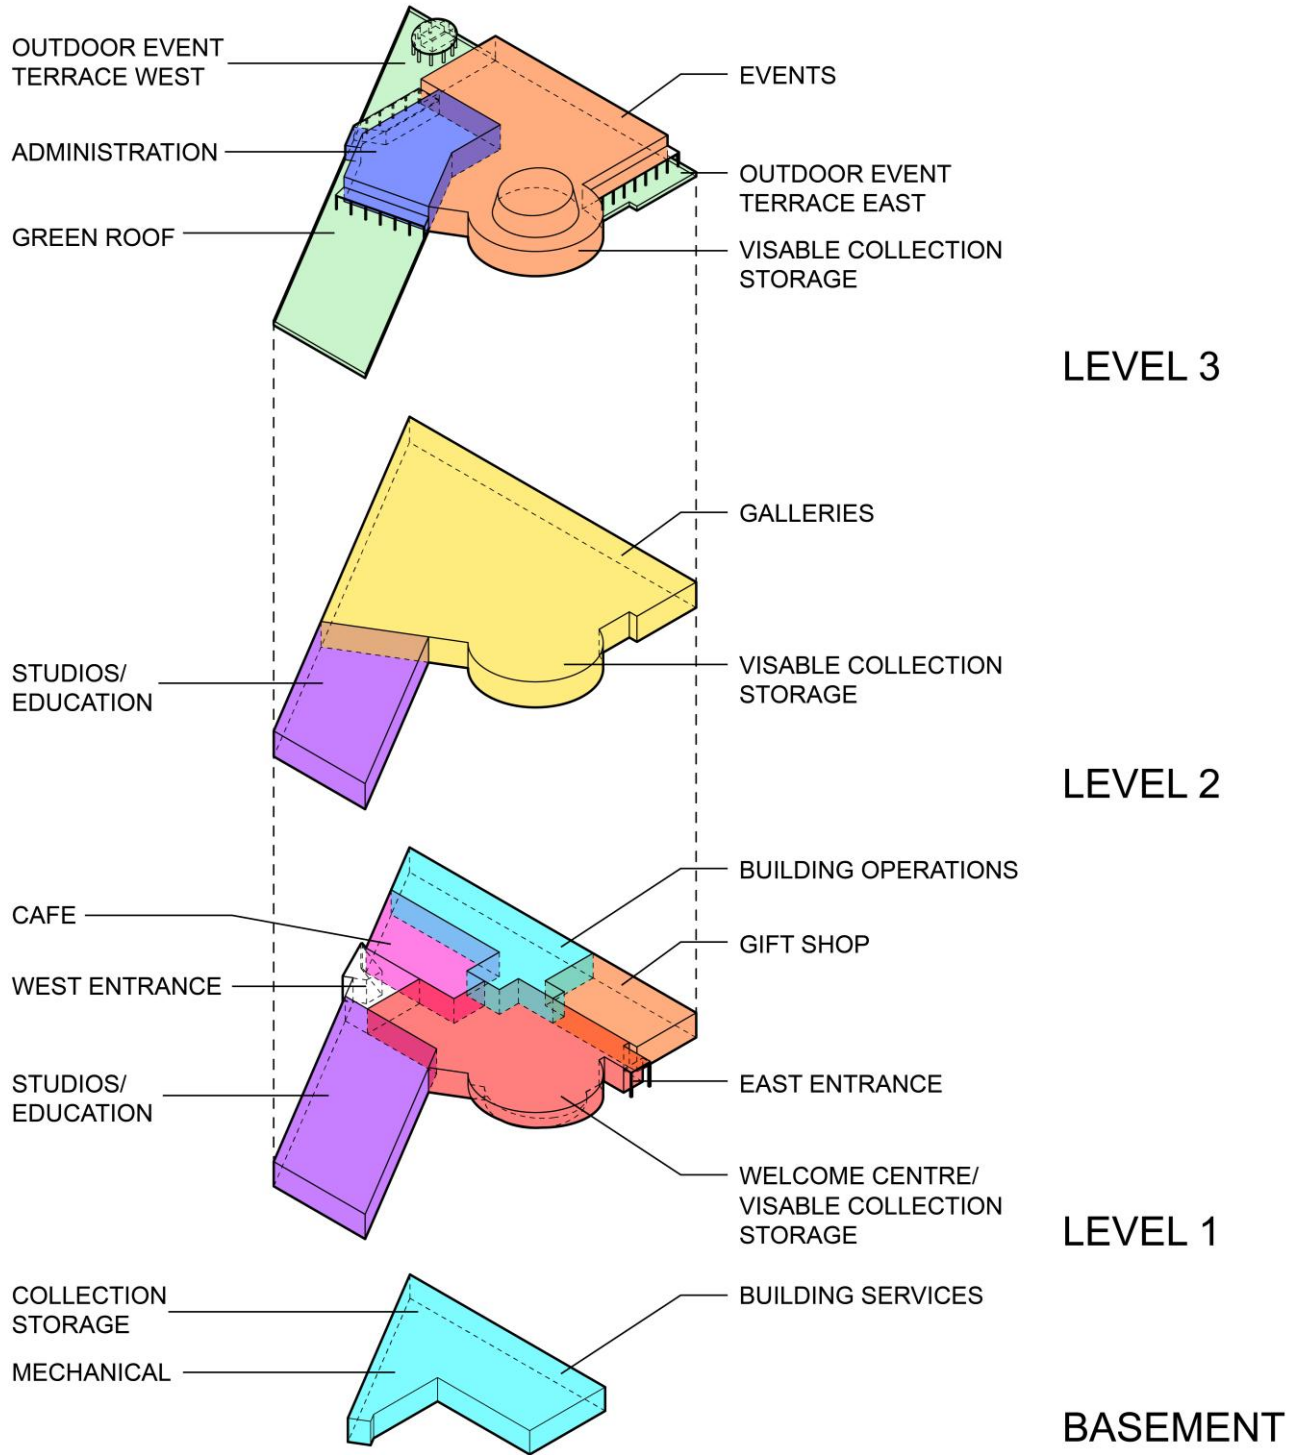 OUTDOOR EVENT
TERRACE WEST
ADMINISTRATION
GREEN ROOF
EVENTS
OUTDOOR EVENT
TERRACE EAST
VISABLE COLLECTION
STORAGE
LEVEL 3
STUDIOS/
EDUCATION
GALLERIES
VISABLE COLLECTION
STORAGE
LEVEL 2
CAFE
WEST ENTRANCE
STUDIOS/
EDUCATION
BUILDING OPERATIONS
GIFT SHOP
EAST ENTRANCE
WELCOME CENTRE/
VISABLE COLLECTION
STORAGE
LEVEL 1
COLLECTION
STORAGE
MECHANICAL
BUILDING SERVICES
BASEMENT